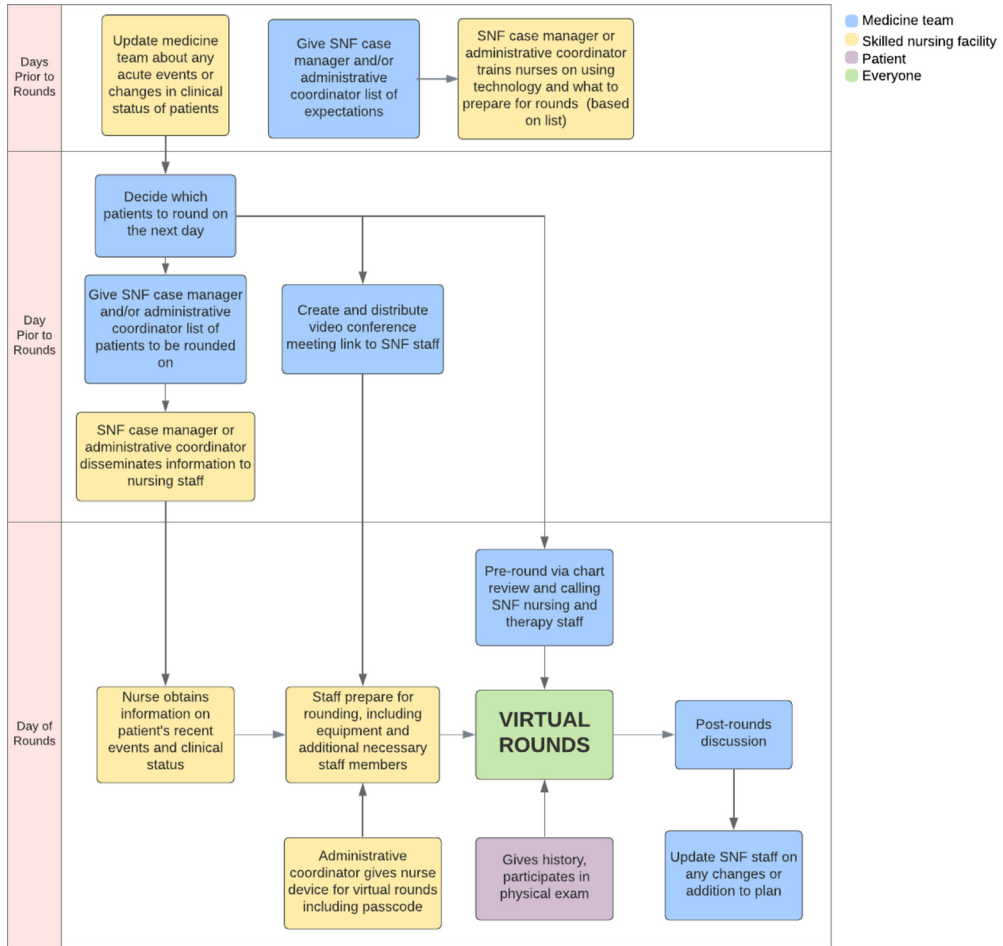 Medicine team
Skilled nursing facility
Patient
Everyone
Days
Prior to
Rounds
Update medicine
team about any
acute events or
changes in clinical
status of patients
Give SNF case
manager and/or
administrative
coordinator list of
expectations
SNF case manager or
administrative coordinator
trains nurses on using
technology and what to
prepare for rounds (based
on list)
Day
Pior to
Rounds
Decide which
patients to round on
the next day
Give SNF case manager
and/or administrative
coordinator list of
patients to be rounded
on
Create and distribute
video conference
meeting link to SNF staff
SNF case manager or
administrative coordinator
disseminates information to
nursing staff
Day of
Rounds
Pre-round via chart
review and calling
SNF nursing and
therapy staff
Nurse obtains
information on
patient's recent
events and clinical
status
Staff prepare for
rounding, including
equipment and
additional necessary
staff members
VIRTUAL
ROUNDS
Post-rounds
discussion
Administrative
coordinator gives nurse
device for virtual rounds
including passcode
Gives history,
participates in
physical exam
Update SNF staff on
any changes or
addition to plan